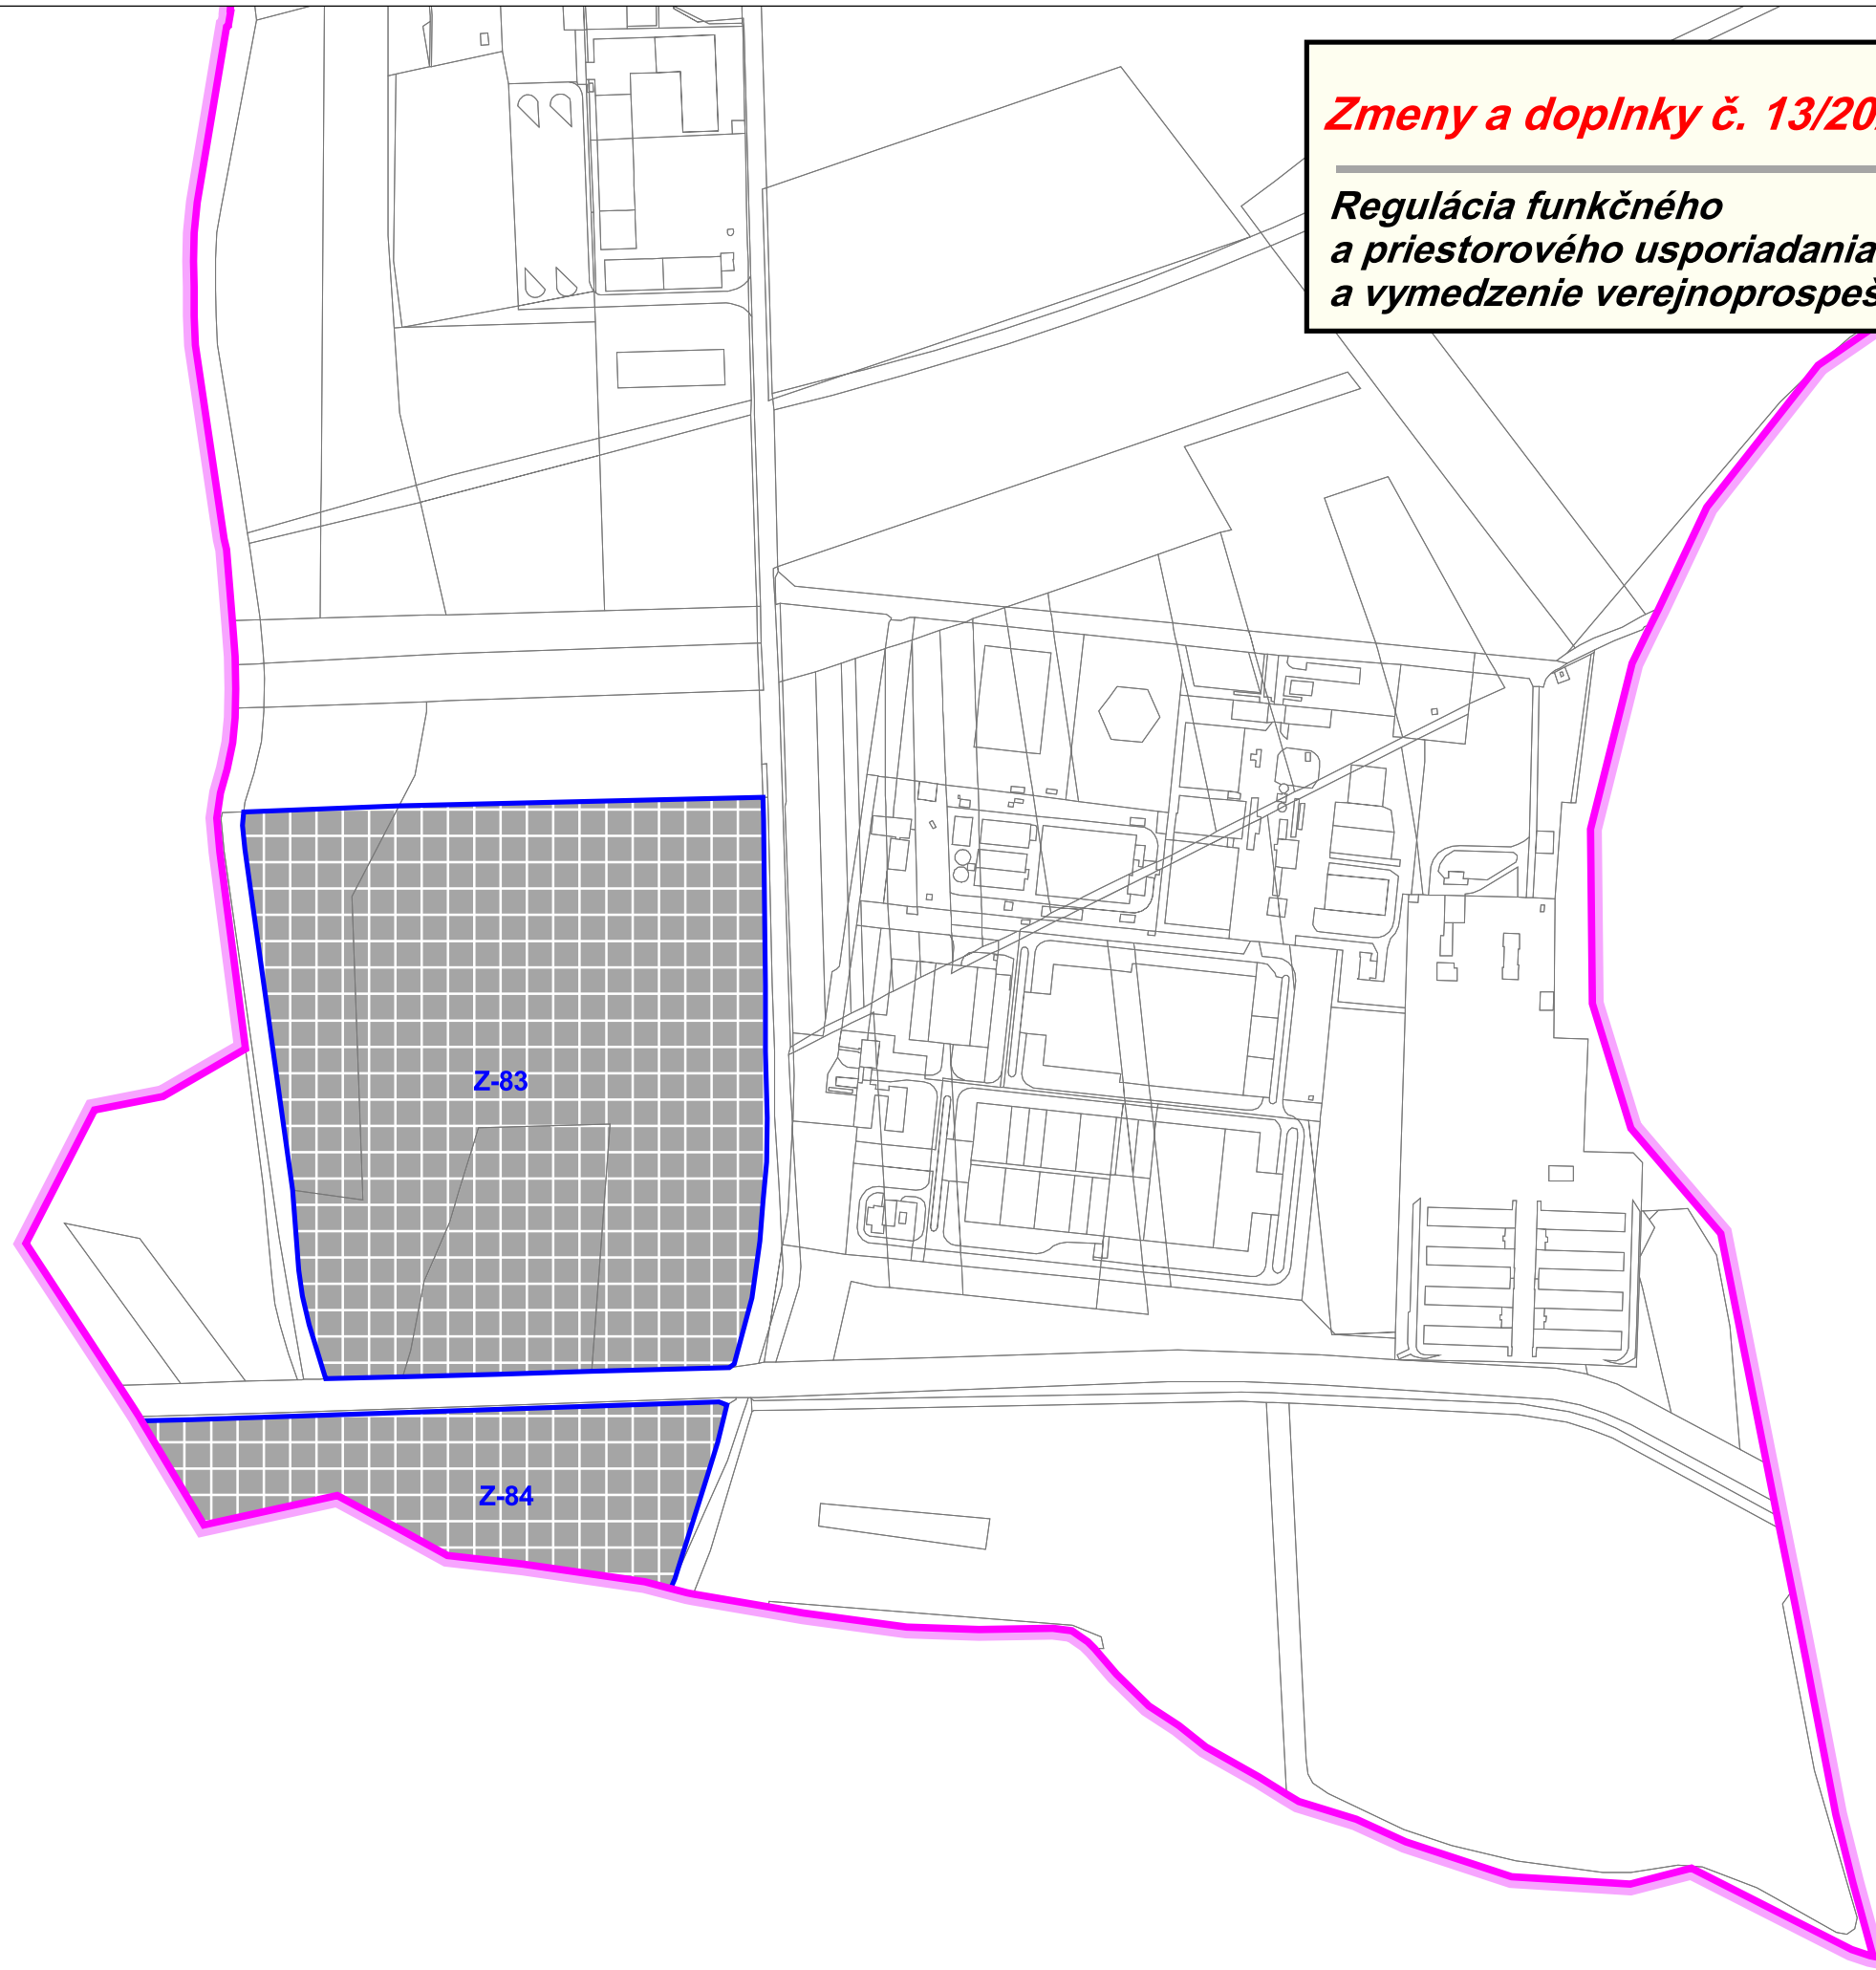 Zmeny a doplnky č. 13/20
Regulácia funkčného
a priestorového usporiadania
a vymedzenie verejnoprospeš
Z-83
Z-84